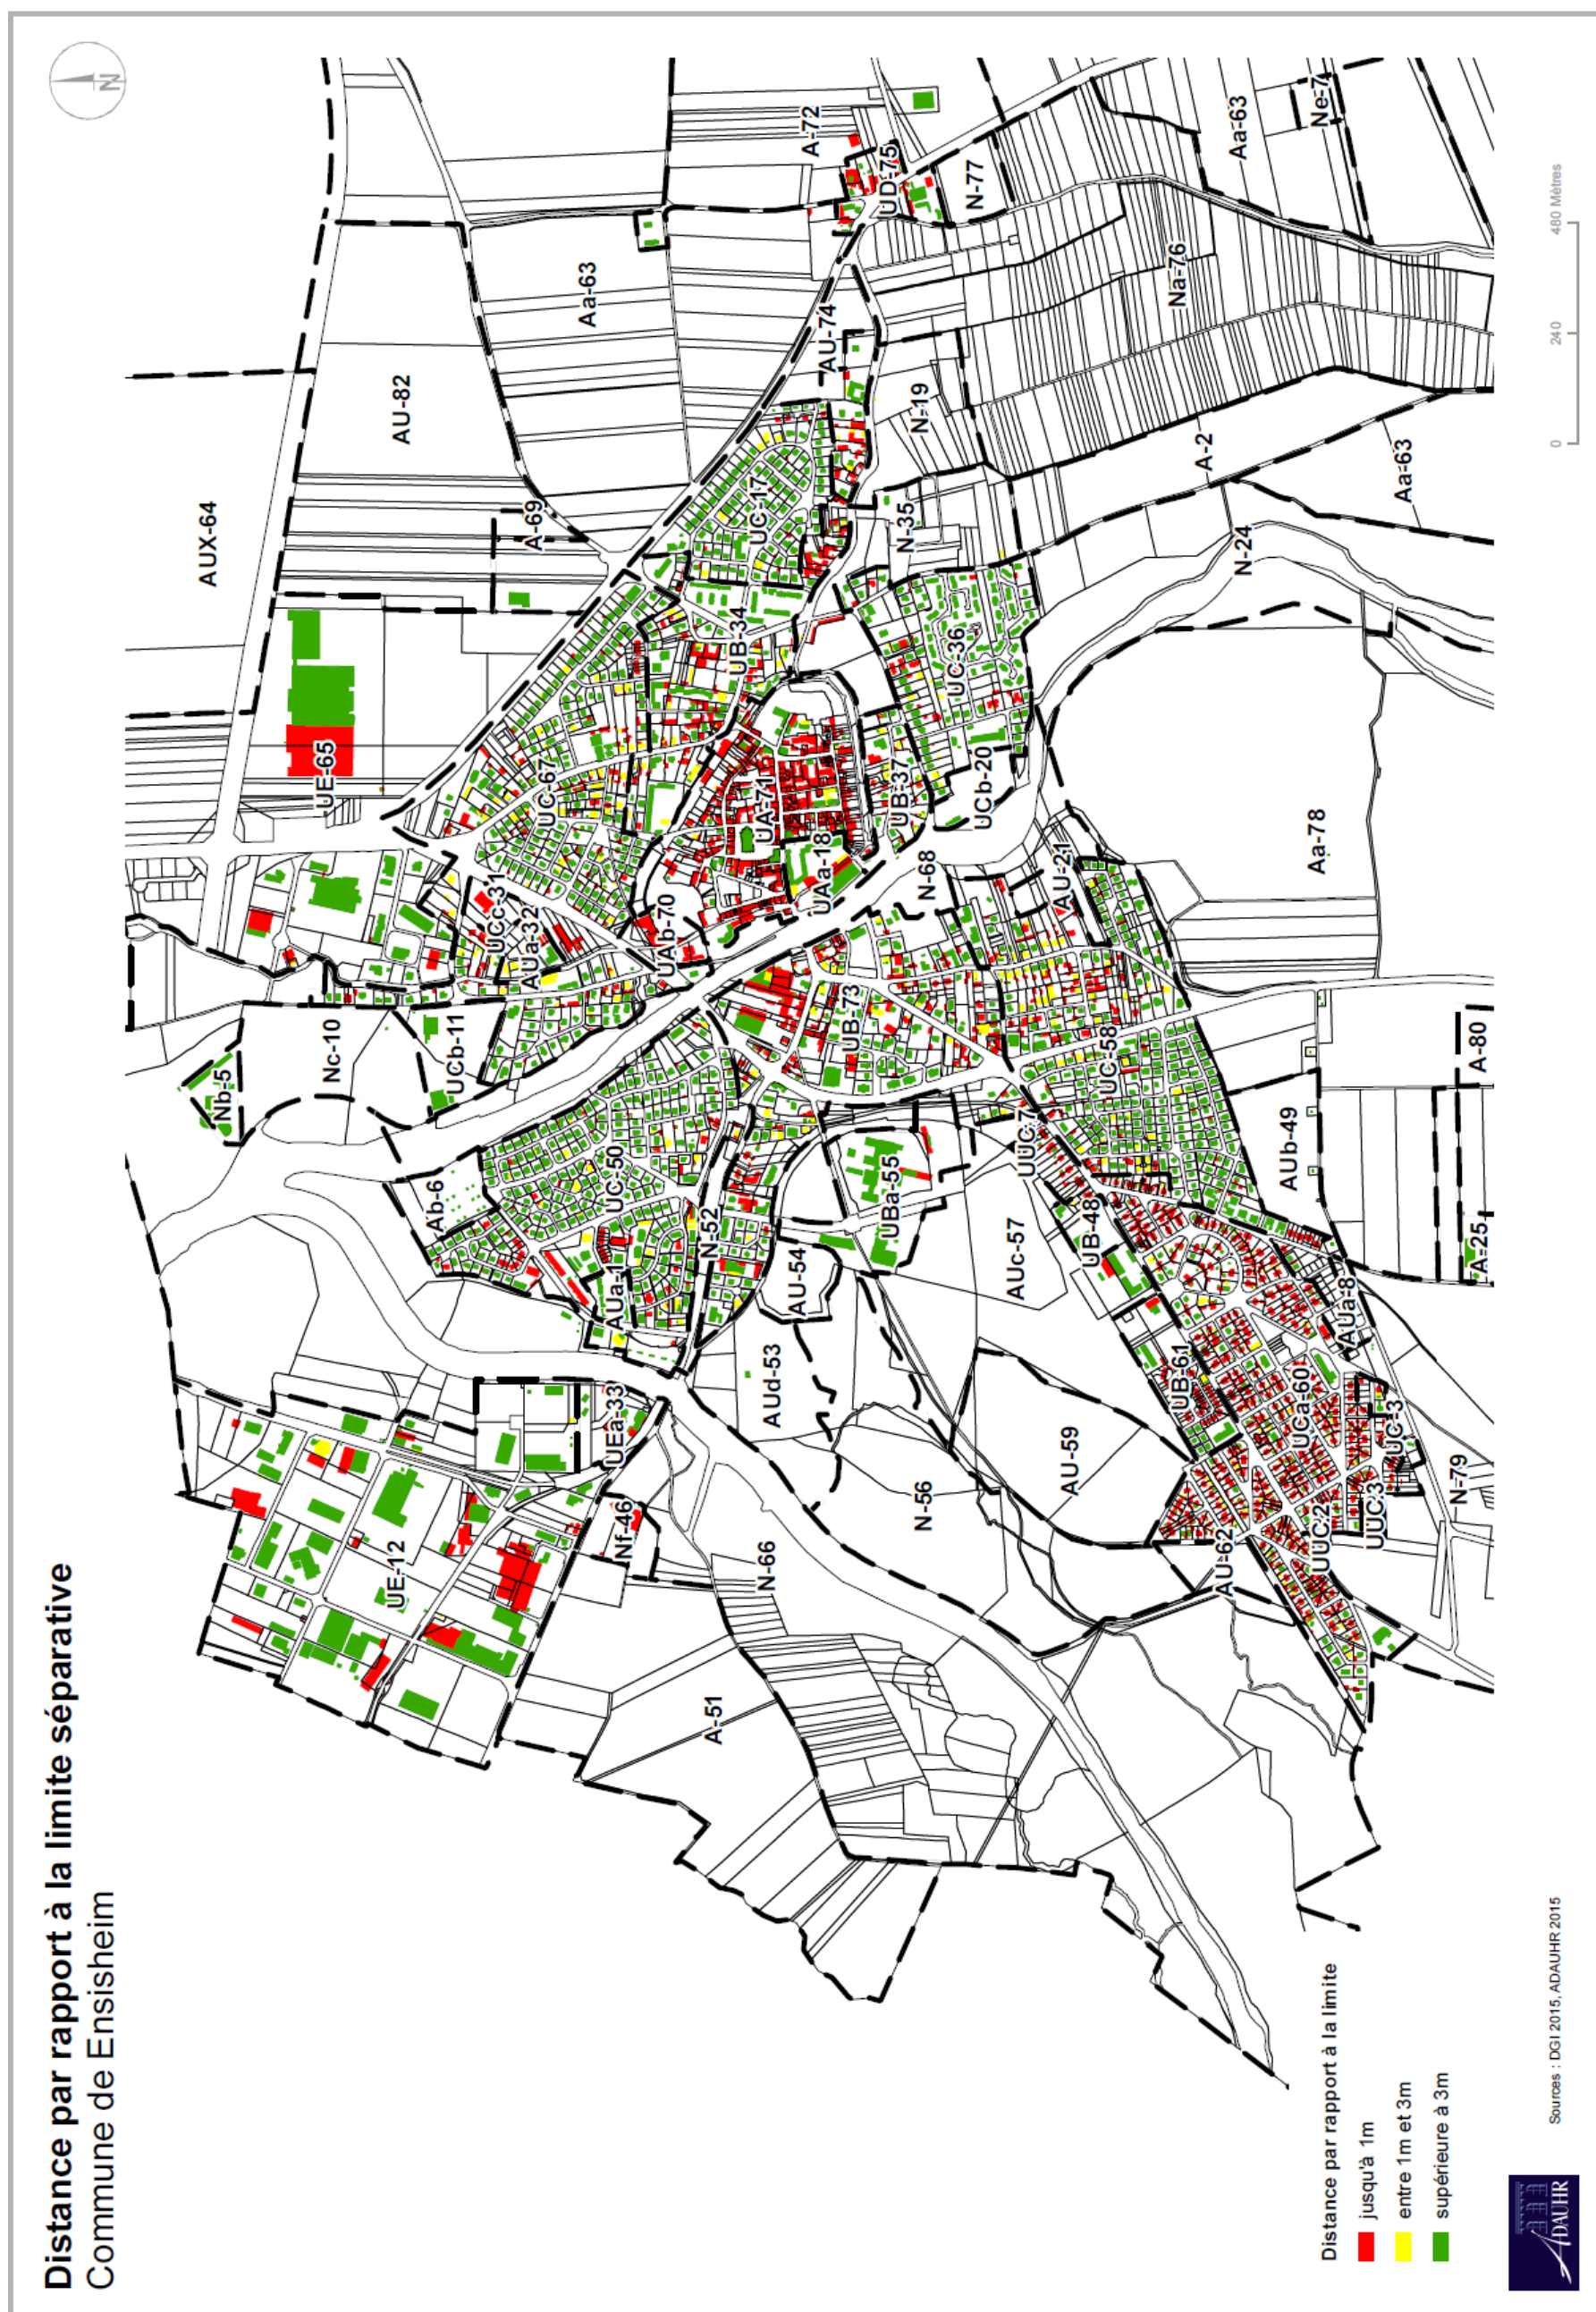 Distance par rapport à la limite séparative
Commune de Ensisheim
N
AUX-64
AU-82
A-69
Aa-63
A-72
UD-75
N-77
Aa-63
Ne-7
Na-76
AU-74
N-19
A-2
Aa-63
N-24
N-35
UC-17
UB-34
UC-36
UE-65
UC-67
UA-71
UB-37
UCb-20
UAa-18
N-68
AU-21
Aa-78
UCc-31
AUa-32
UAb-70
Nc-10
UCb-11
Nb-5
UB-73
UC-58
A-80
Ab-6
UC-50
N-52
UBa-55
UUC-7
AUb-49
A-25
UB-48
AUc-57
AU-54
AUa-1
AUd-53
AUa-8
UB-61
UCa-60
UC-3
UEa-33
Nf-46
UE-12
N-56
AU-59
N-79
UUC-3
UUC-2
AU-62
N-66
A-51
Distance par rapport à la limite
jusqu'à 1m
entre 1m et 3m
supérieure à 3m
0 240 480 Mètres
ADAUHR
Sources : DGI 2015, ADAUHR 2015